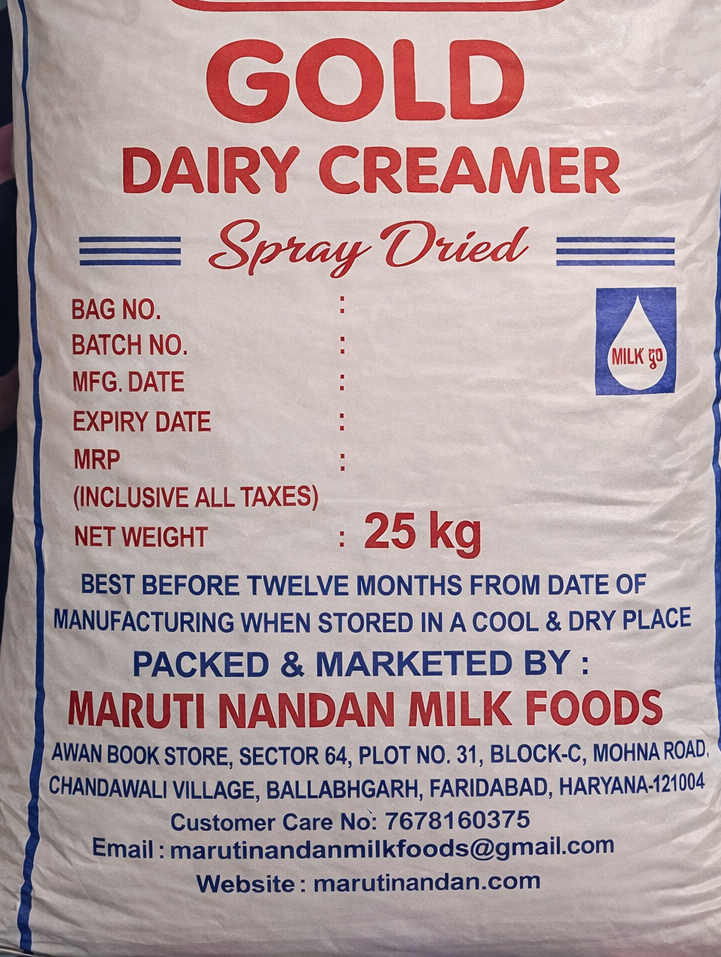 GOLD
DAIRY CREAMER
Spray Dried
BAG NO. :
BATCH NO. :
MFG. DATE :
EXPIRY DATE :
MRP :
(INCLUSIVE ALL TAXES)
NET WEIGHT : 25 kg
MILK go
BEST BEFORE TWELVE MONTHS FROM DATE OF
MANUFACTURING WHEN STORED IN A COOL & DRY PLACE
PACKED & MARKETED BY :
MARUTI NANDAN MILK FOODS
AWAN BOOK STORE, SECTOR 64, PLOT NO. 31, BLOCK-C, MOHNA ROAD,
CHANDAWALI VILLAGE, BALLABHGARH, FARIDABAD, HARYANA-121004
Customer Care No: 7678160375
Email : marutinandanmilkfoods@gmail.com
Website : marutinandan.com